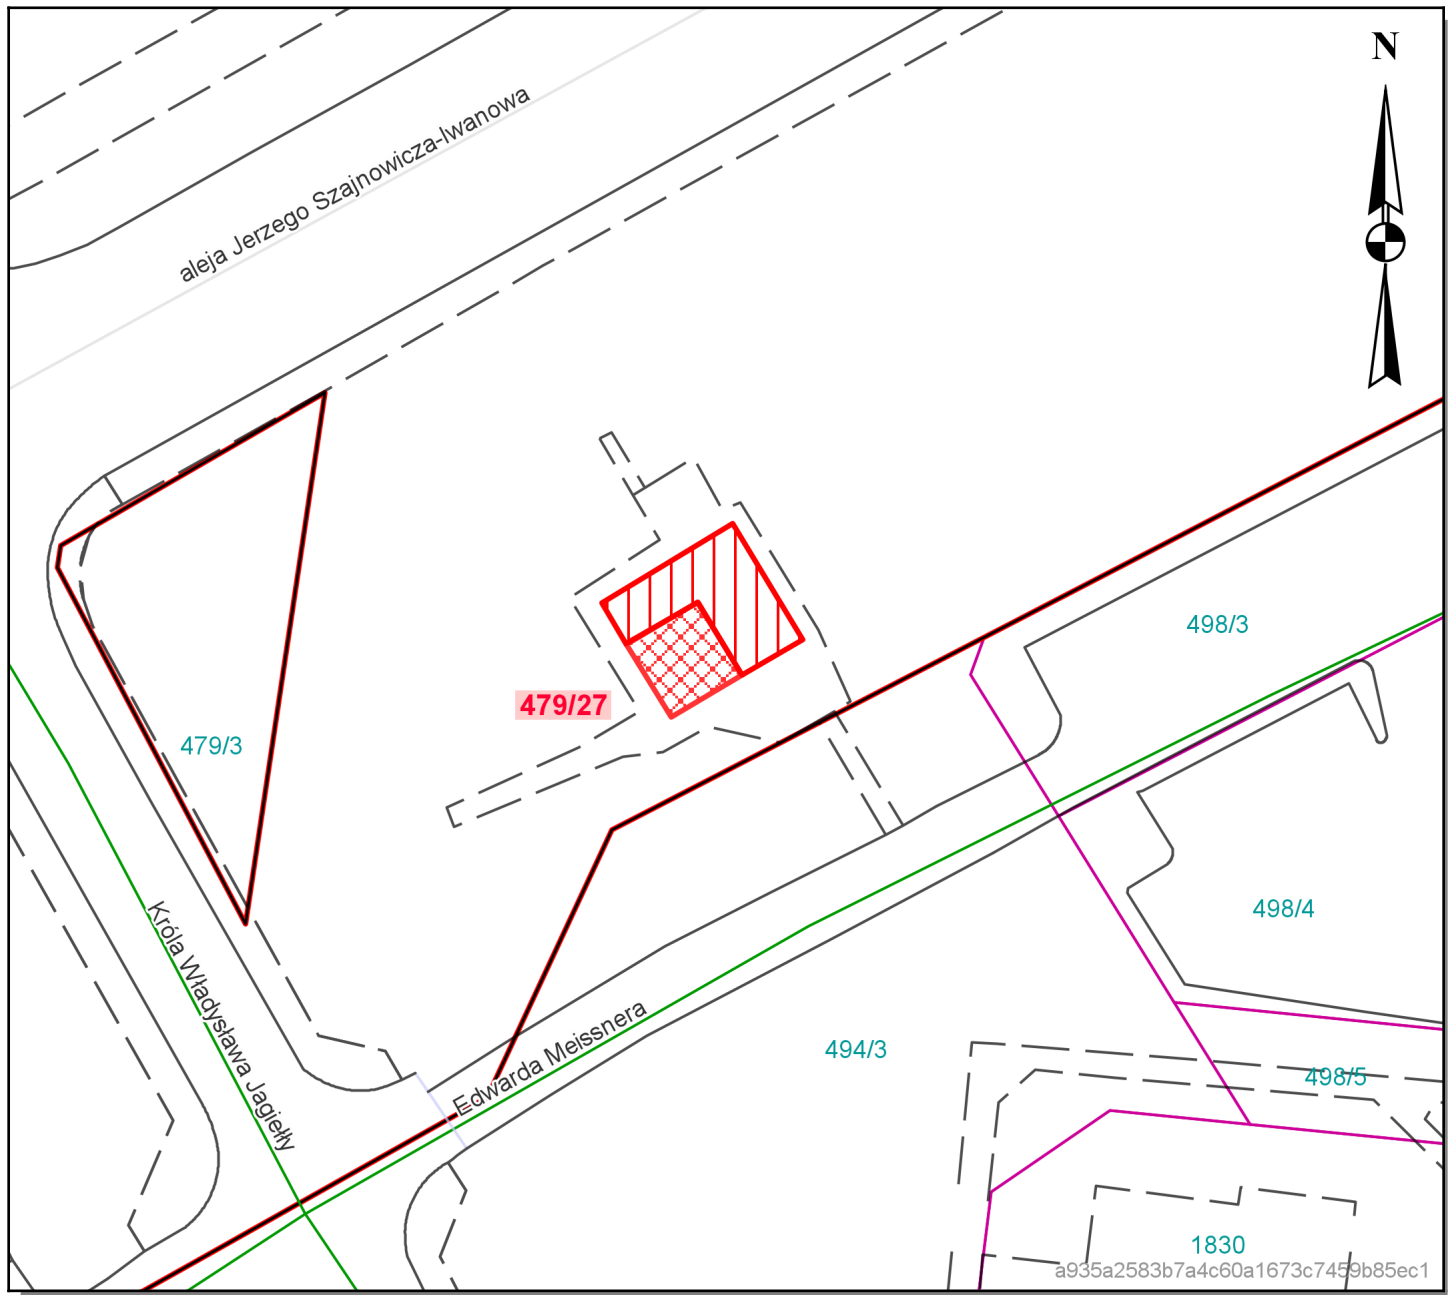 N
aleja Jerzego Szajnowicza-Iwanowa
498/3
479/27
479/3
498/4
Króla Władysława Jagiełły
Edwarda Meissnera
494/3
498/5
1830
a935a2583b7a4c60a1673c7459b85ec1